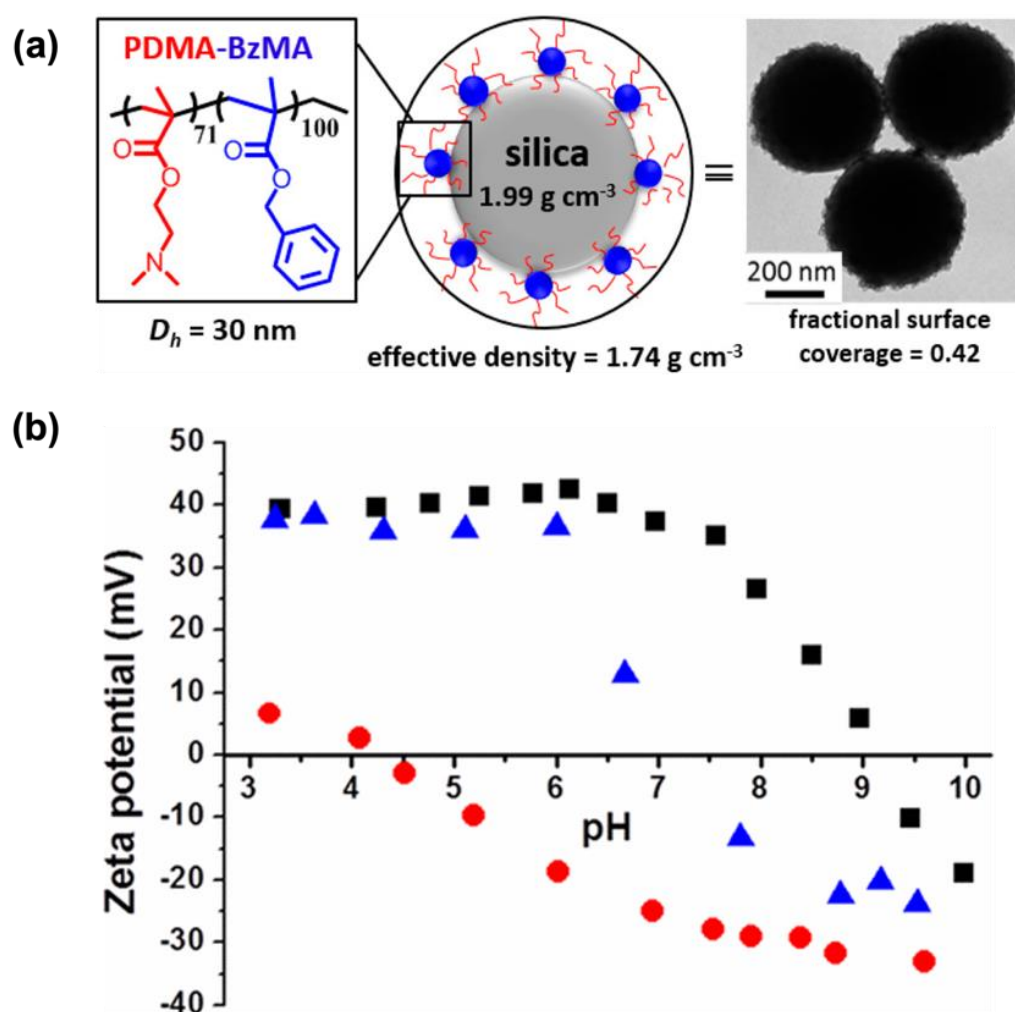 (a)
PDMA-BzMA
71
100
O
O
O
O
N
D_h = 30 nm
silica
1.99 g cm⁻³
effective density = 1.74 g cm⁻³
≡
200 nm
fractional surface
coverage = 0.42
(b)
Zeta potential (mV)
50
40
30
20
10
0
-10
-20
-30
-40
3 4 5 6 7 8 9 10
pH